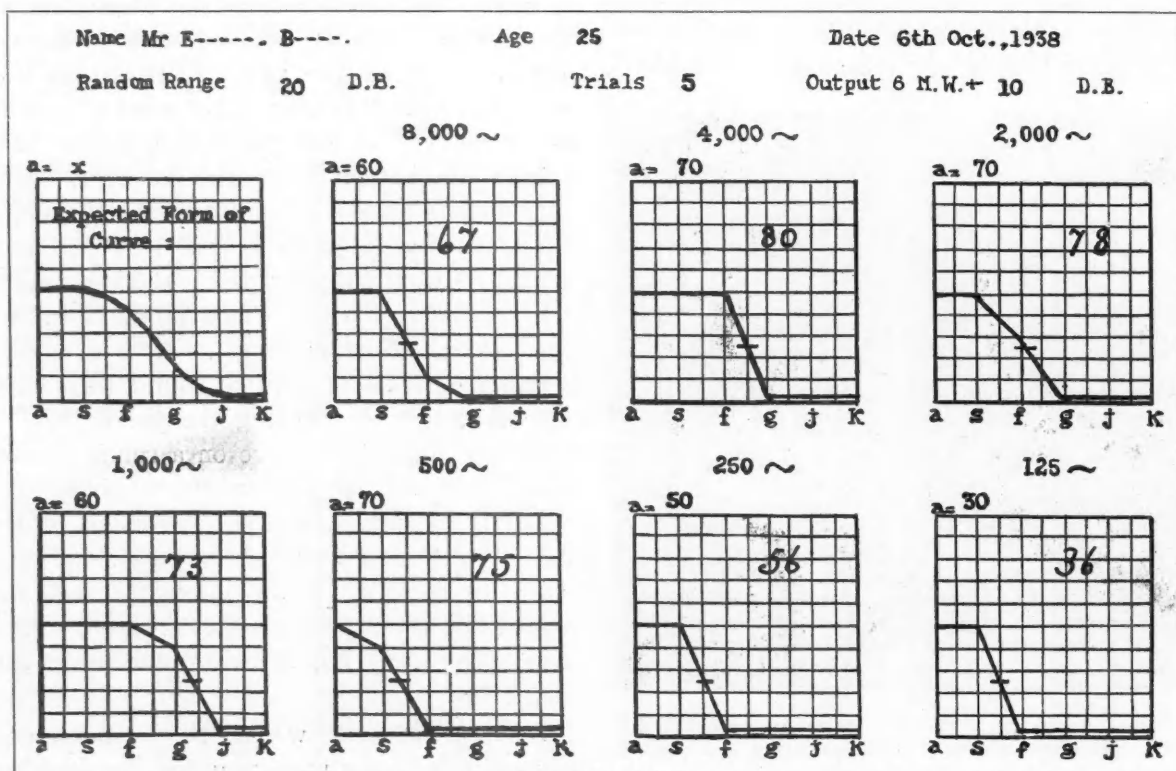 Name Mr E-----. B----. Age 25 Date 6th Oct.,1938
Random Range 20 D.B. Trials 5 Output 6 M.W.+ 10 D.B.
8,000 ~ 4,000 ~ 2,000 ~
a= x a=60 a= 70 a= 70
Expected Form of
Curve :
67 80 78
a s f g j K a s f g j K a s f g j K a s f g j K
1,000~ 500 ~ 250 ~ 125 ~
a= 60 a=70 a= 50 a= 30
73 75 56 36
a s f g j K a s f g j K a s f g j K a s f g j K